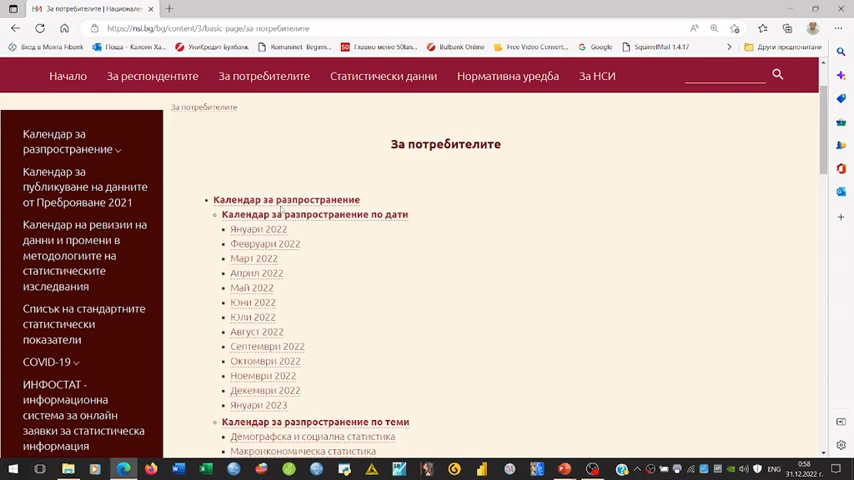 За потребителите | Национале
https://nsi.bg/bg/content/3/basic-page/за-потребителите
Вход в Моята Fibank
Поща - Калоян Ха...
УниКредит Булбанк
Romaninet Begin...
Главно меню 50lan...
Bulbank Online
Free Video Convert...
Google
SquirrelMail 1.4.17
Други предпочитани
Начало
За респондентите
За потребителите
Статистически данни
Нормативна уредба
За НСИ
За потребителите
За потребителите
Календар за
разпространение
Календар за
публикуване на данните
от Преброяване 2021
Календар на ревизии на
данни и промени в
методологиите на
статистическите
изследвания
Списък на стандартните
статистически
показатели
COVID-19
ИНФОСТАТ -
информационна
система за онлайн
заявки за статистическа
информация
Календар за разпространение
Календар за разпространение по дати
Януари 2022
Февруари 2022
Март 2022
Април 2022
Май 2022
Юни 2022
Юли 2022
Август 2022
Септември 2022
Октомври 2022
Ноември 2022
Декември 2022
Януари 2023
Календар за разпространение по теми
Демографска и социална статистика
Макроикономическа статистика
ENG
0:58
31.12.2022 г.